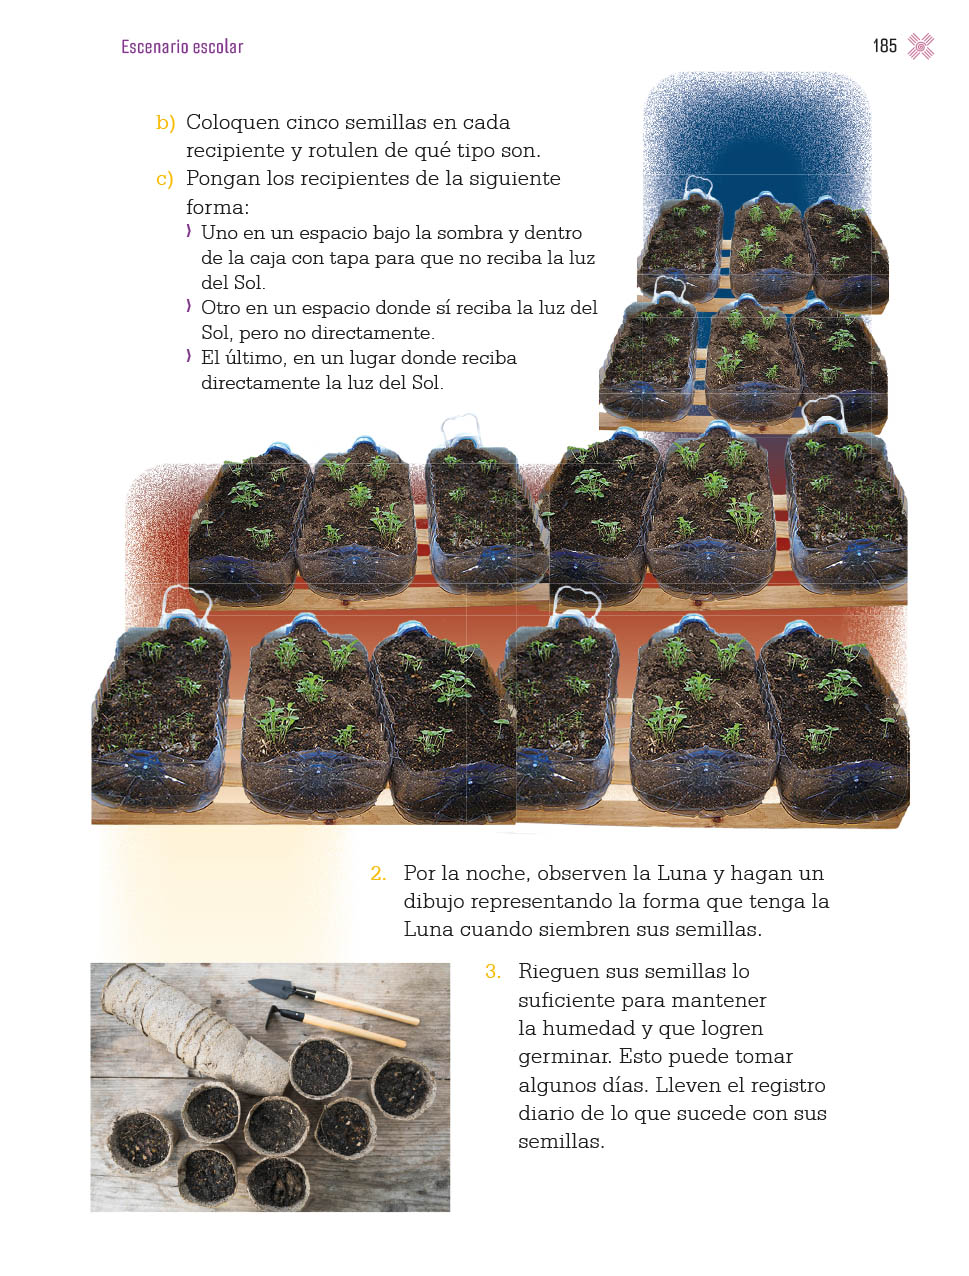 Escenario escolar
185
b) Coloquen cinco semillas en cada
recipiente y rotulen de qué tipo son.
c) Pongan los recipientes de la siguiente
forma:
⟩ Uno en un espacio bajo la sombra y dentro
de la caja con tapa para que no reciba la luz
del Sol.
⟩ Otro en un espacio donde sí reciba la luz del
Sol, pero no directamente.
⟩ El último, en un lugar donde reciba
directamente la luz del Sol.
2. Por la noche, observen la Luna y hagan un
dibujo representando la forma que tenga la
Luna cuando siembren sus semillas.
3. Rieguen sus semillas lo
suficiente para mantener
la humedad y que logren
germinar. Esto puede tomar
algunos días. Lleven el registro
diario de lo que sucede con sus
semillas.